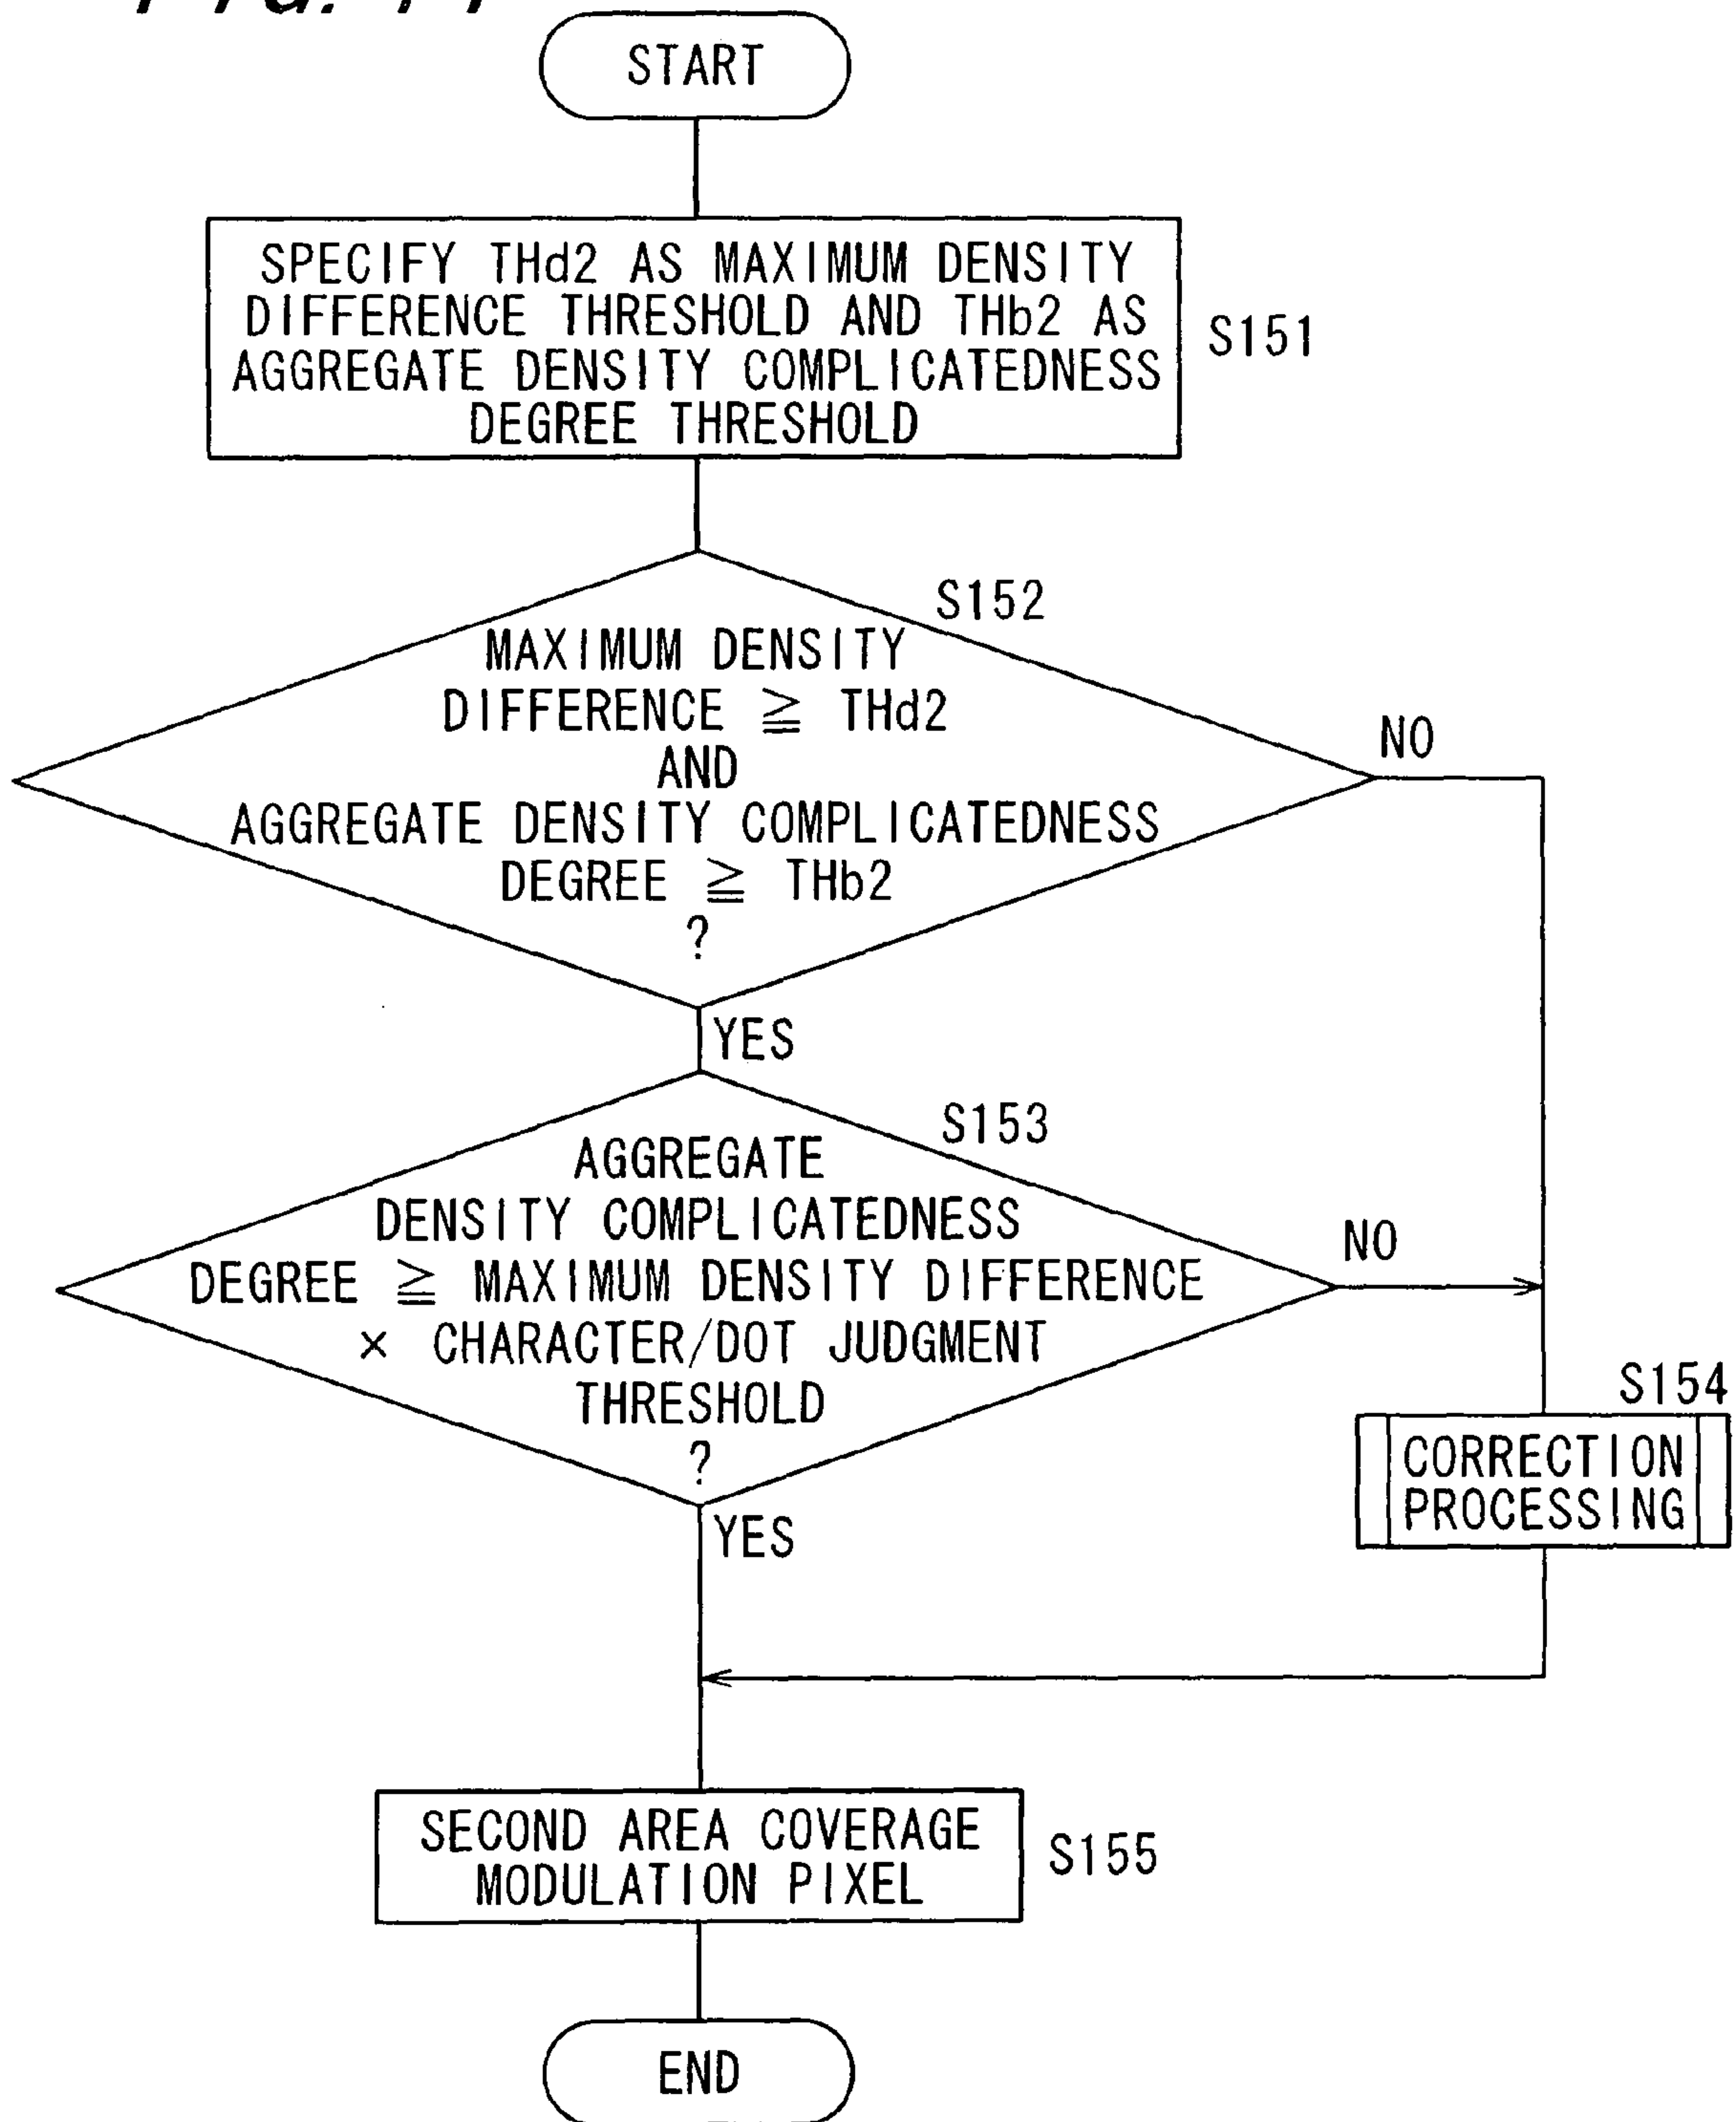 START
SPECIFY THd2 AS MAXIMUM DENSITY
DIFFERENCE THRESHOLD AND THb2 AS
AGGREGATE DENSITY COMPLICATEDNESS
DEGREE THRESHOLD
S151
S152
MAXIMUM DENSITY
DIFFERENCE ≧ THd2
AND
AGGREGATE DENSITY COMPLICATEDNESS
DEGREE ≧ THb2
?
NO
YES
S153
AGGREGATE
DENSITY COMPLICATEDNESS
DEGREE ≧ MAXIMUM DENSITY DIFFERENCE
× CHARACTER/DOT JUDGMENT
THRESHOLD
?
NO
YES
S154
CORRECTION
PROCESSING
SECOND AREA COVERAGE
MODULATION PIXEL
S155
END